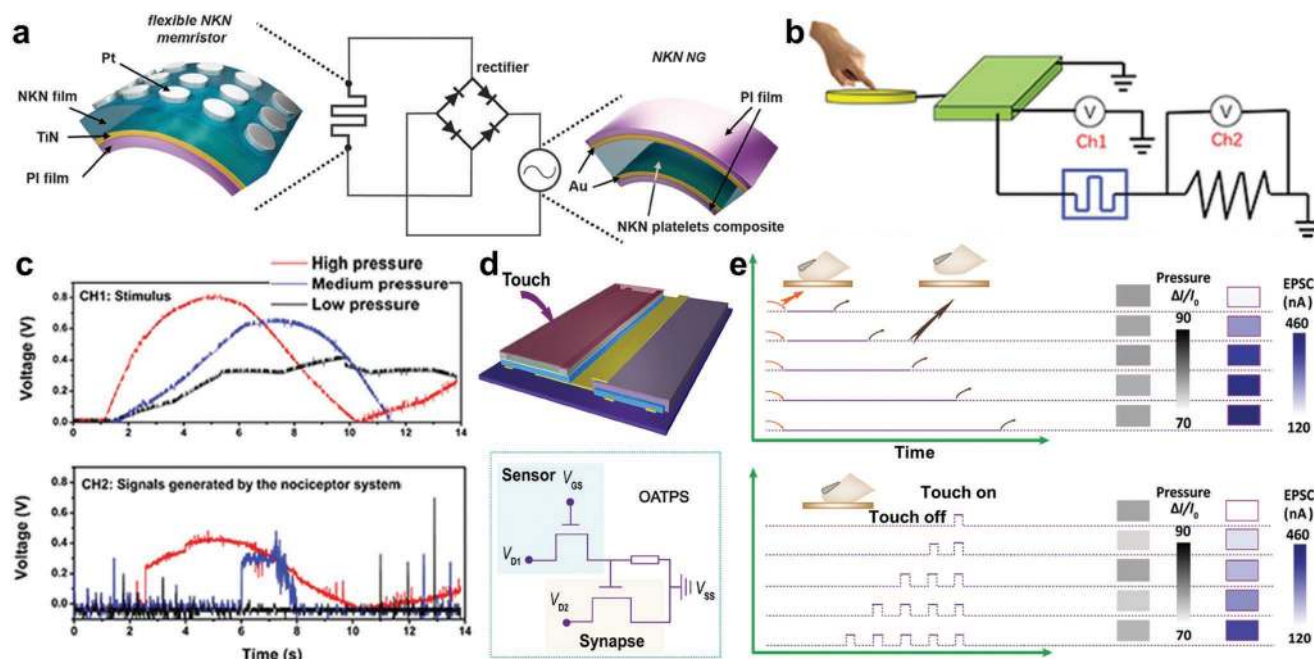 a
flexible NKN
memristor
Pt
NKN film
TiN
PI film
rectifier
NKN NG
PI film
Au
NKN platelets composite
b
V
Ch1
V
Ch2
c
High pressure
Medium pressure
Low pressure
CH1: Stimulus
Voltage (V)
0.8
0.6
0.4
0.2
0.0
0 2 4 6 8 10 12 14
CH2: Signals generated by the nociceptor system
Voltage (V)
0.8
0.6
0.4
0.2
0.0
0 2 4 6 8 10 12 14
Time (s)
d
Touch
Sensor
VGS
OATPS
VD1
VSS
VD2
Synapse
e
Pressure
ΔI/I0
90
70
EPSC
(nA)
460
120
Time
Touch on
Touch off
Pressure
ΔI/I0
90
70
EPSC
(nA)
460
120